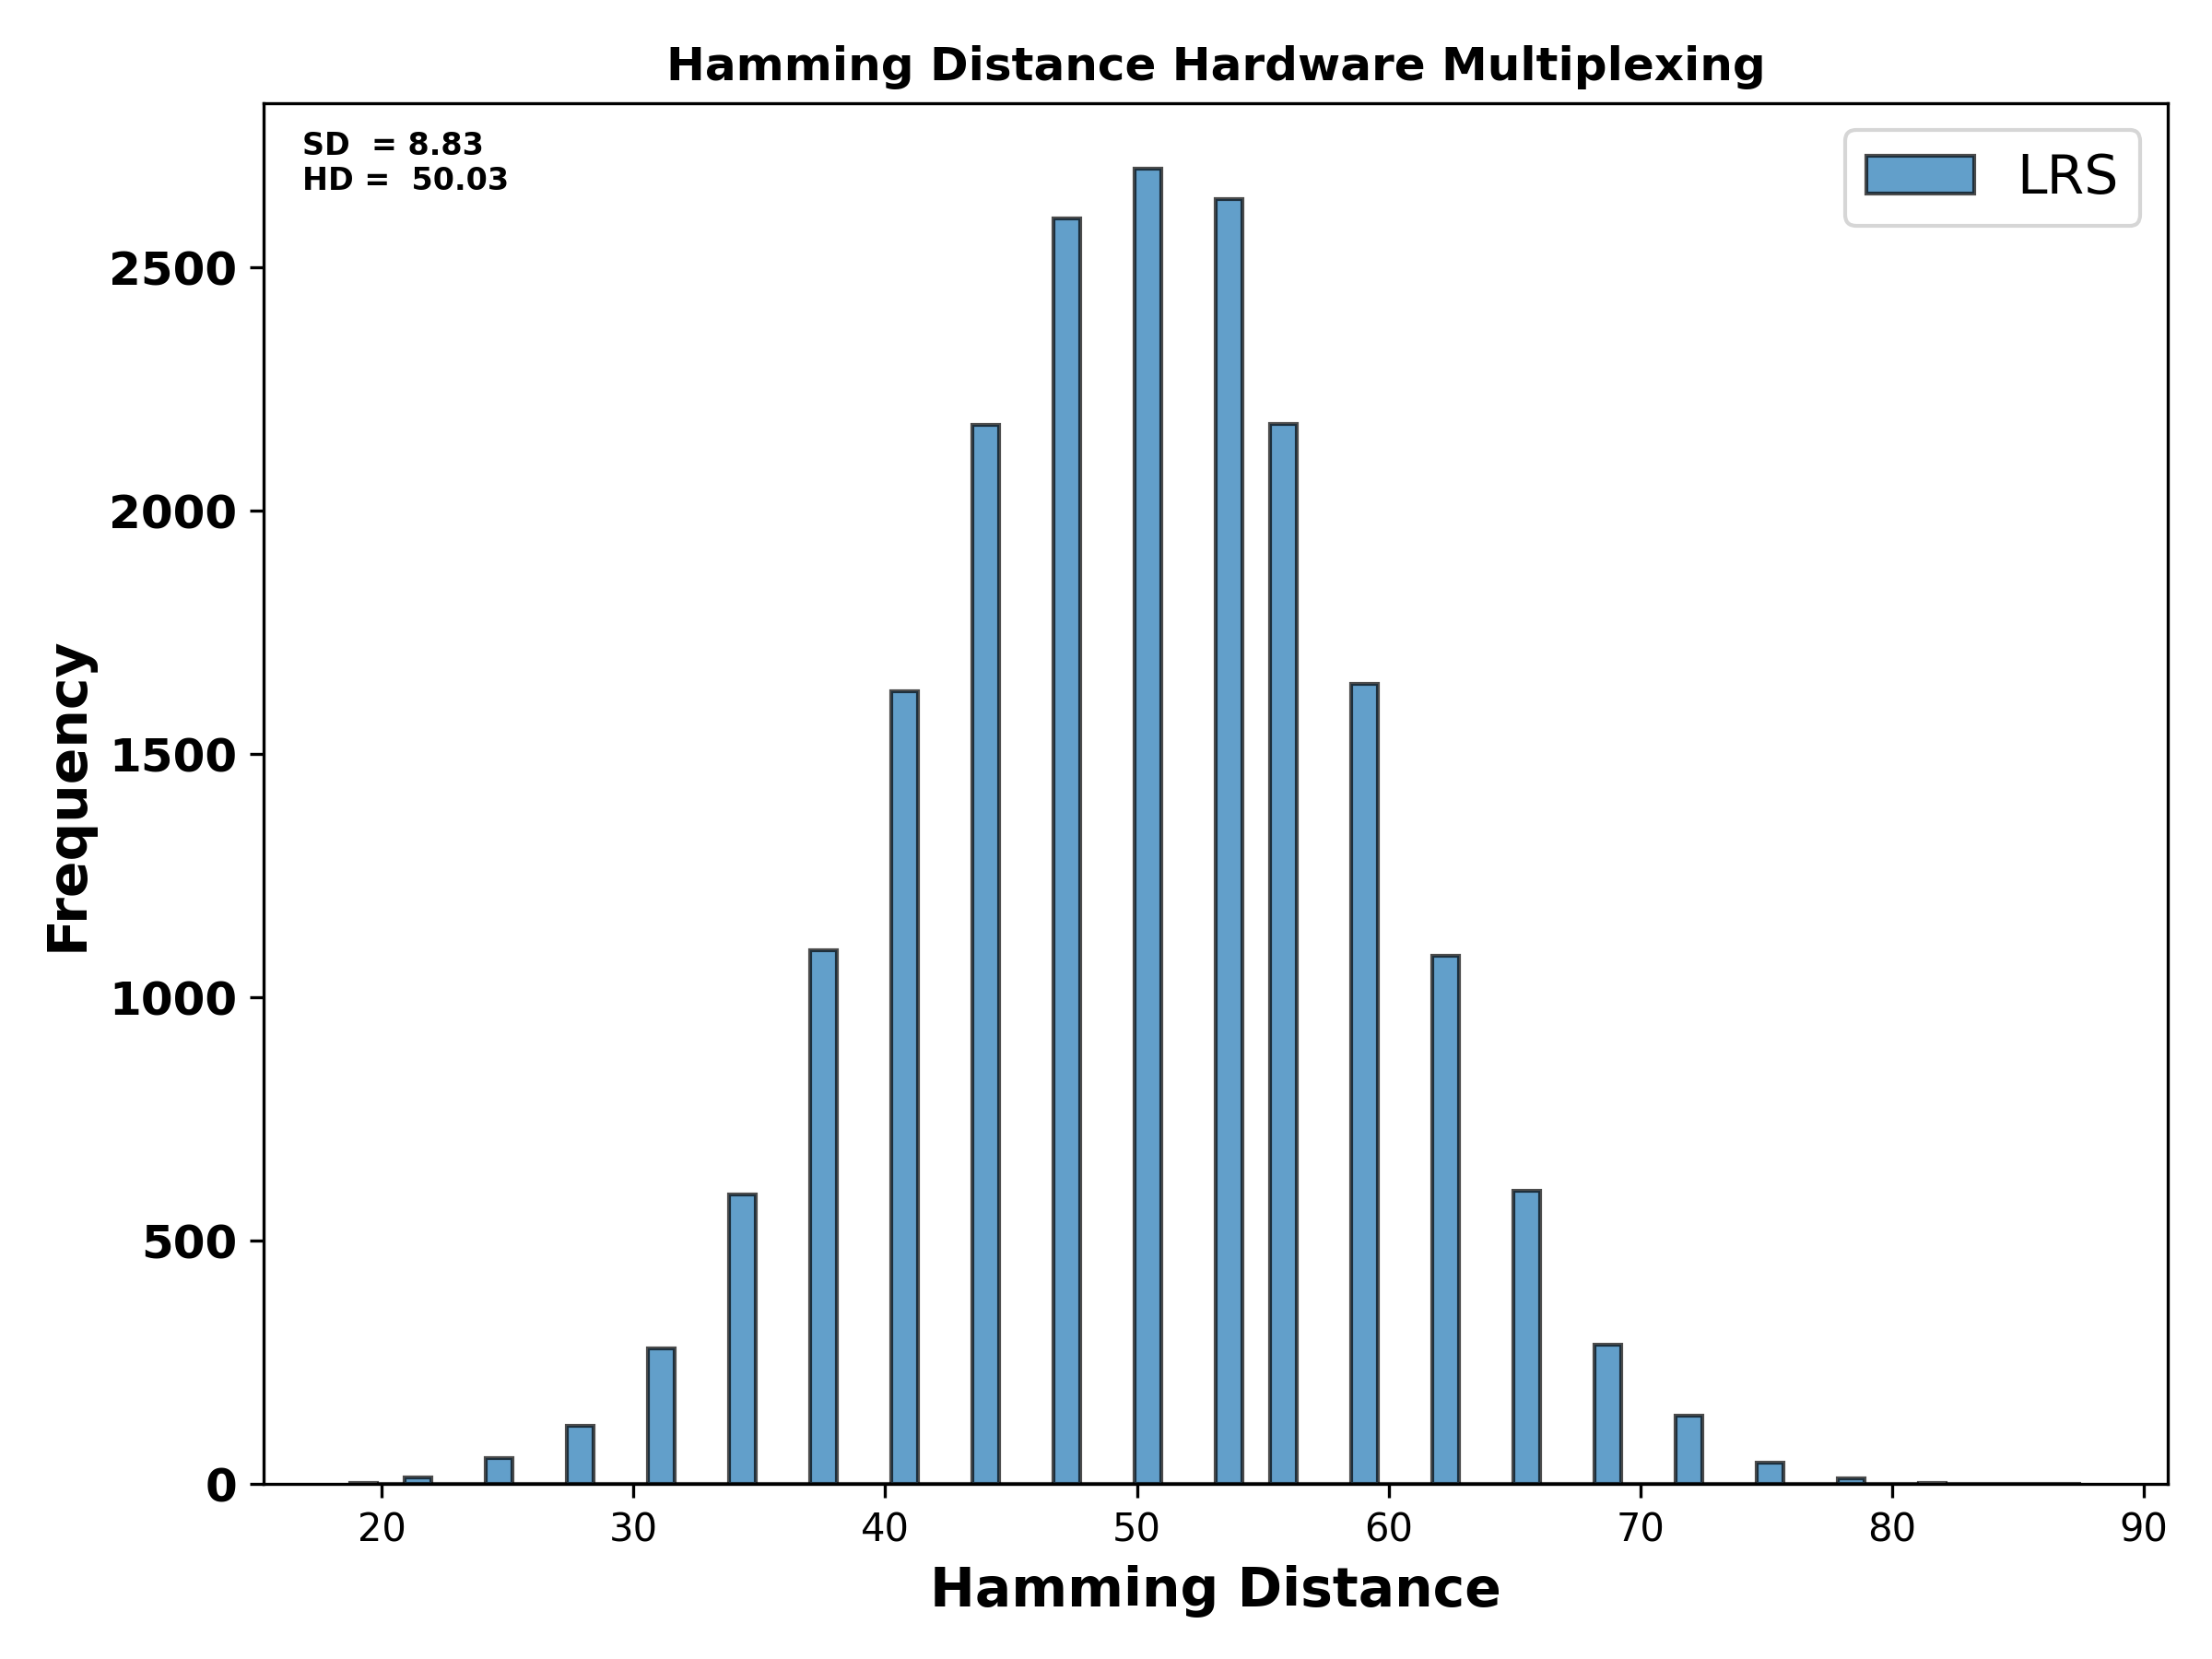 Hamming Distance Hardware Multiplexing
SD  = 8.83
HD =  50.03
LRS
Frequency
2500
2000
1500
1000
500
0
20 30 40 50 60 70 80 90
Hamming Distance